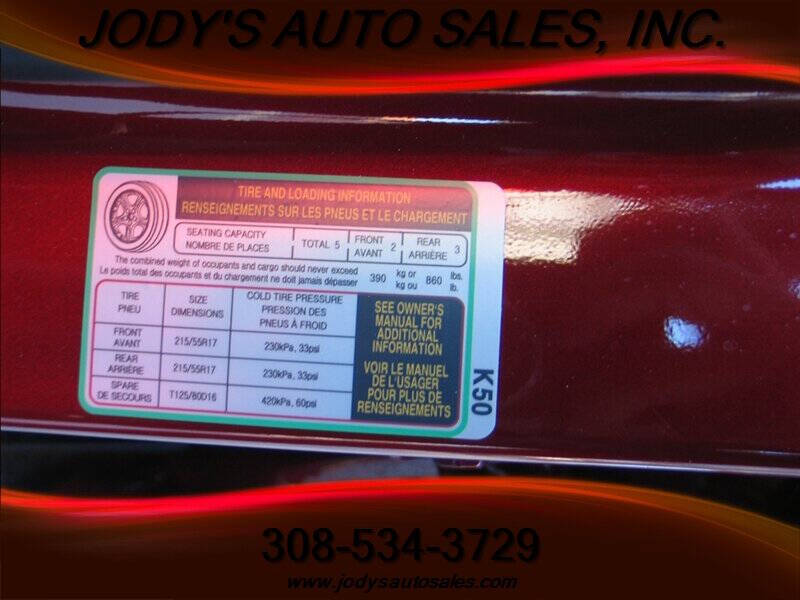 JODY'S AUTO SALES, INC.
TIRE AND LOADING INFORMATION
RENSEIGNEMENTS SUR LES PNEUS ET LE CHARGEMENT
SEATING CAPACITY
NOMBRE DE PLACES
TOTAL 5
FRONT
AVANT
2
REAR
ARRIÈRE
3
The combined weight of occupants and cargo should never exceed
Le poids total des occupants et du chargement ne doit jamais dépasser
390
kg or
kg ou
860
lbs.
lb.
TIRE
PNEU
SIZE
DIMENSIONS
COLD TIRE PRESSURE
PRESSION DES
PNEUS À FROID
FRONT
AVANT
215/55R17
230kPa, 33psi
REAR
ARRIÈRE
215/55R17
230kPa, 33psi
SPARE
DE SECOURS
T125/80D16
420kPa, 60psi
SEE OWNER'S
MANUAL FOR
ADDITIONAL
INFORMATION
VOIR LE MANUEL
DE L'USAGER
POUR PLUS DE
RENSEIGNEMENTS
K50
308-534-3729
www.jodysautosales.com